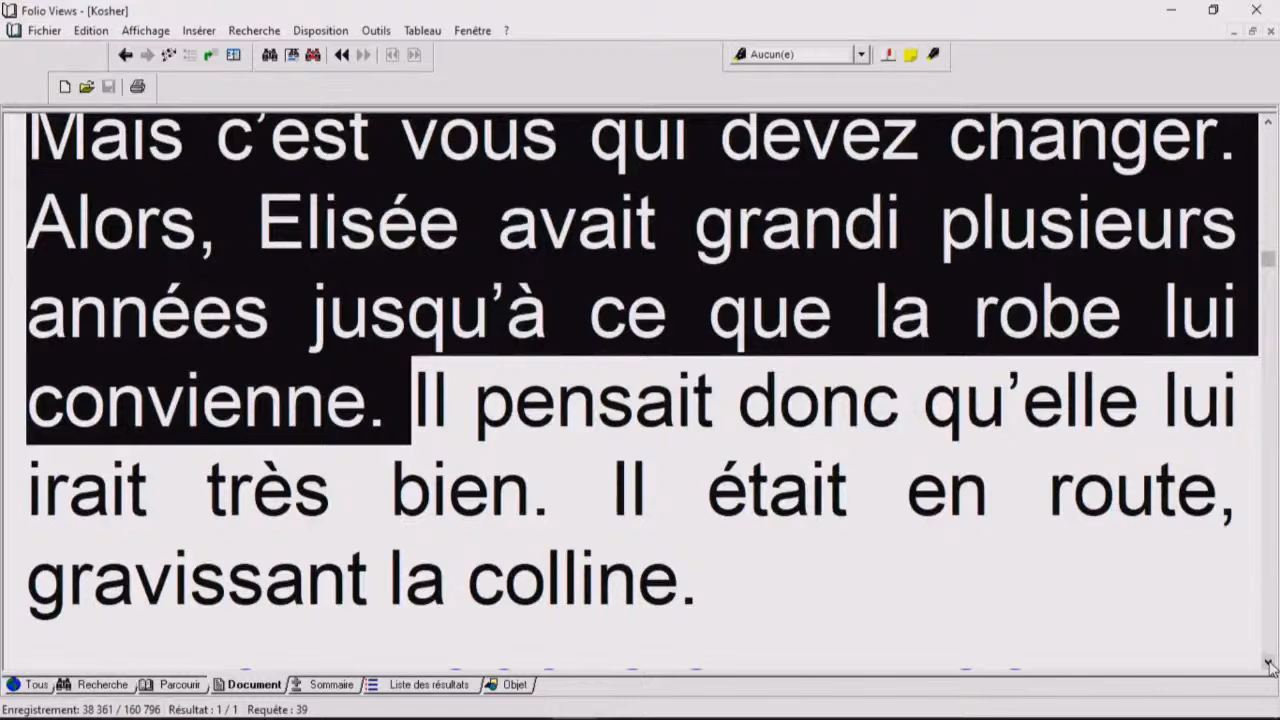 Folio Views - [Kosher]
Fichier Edition Affichage Insérer Recherche Disposition Outils Tableau Fenêtre ?
Aucun(e)
Mais c’est vous qui devez changer.
Alors, Elisée avait grandi plusieurs
années jusqu’à ce que la robe lui
convienne. Il pensait donc qu’elle lui
irait très bien. Il était en route,
gravissant la colline.
Tous Recherche Parcourir Document Sommaire Liste des résultats Objet
Enregistrement: 38 361 / 160 796 Résultat : 1 / 1 Requête : 39